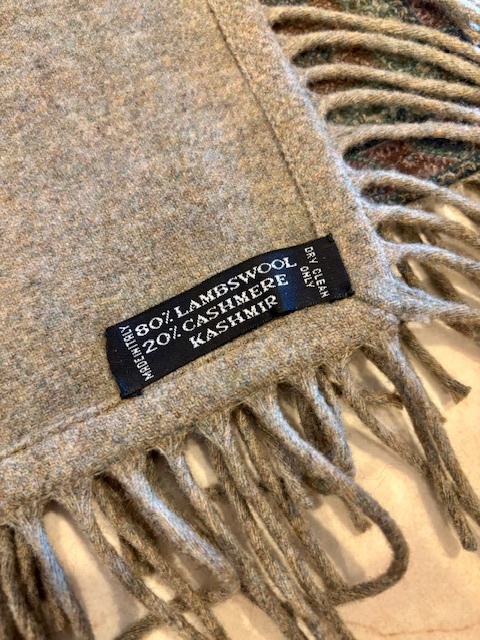 MADE IN ITALY
80% LAMBSWOOL
20% CASHMERE
KASHMIR
DRY CLEAN
ONLY